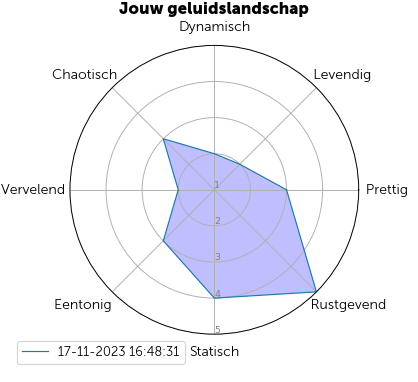 Jouw geluidslandschap
Dynamisch
Chaotisch
Levendig
Vervelend
1
Prettig
2
3
4
Eentonig
Rustgevend
5
17-11-2023 16:48:31
Statisch